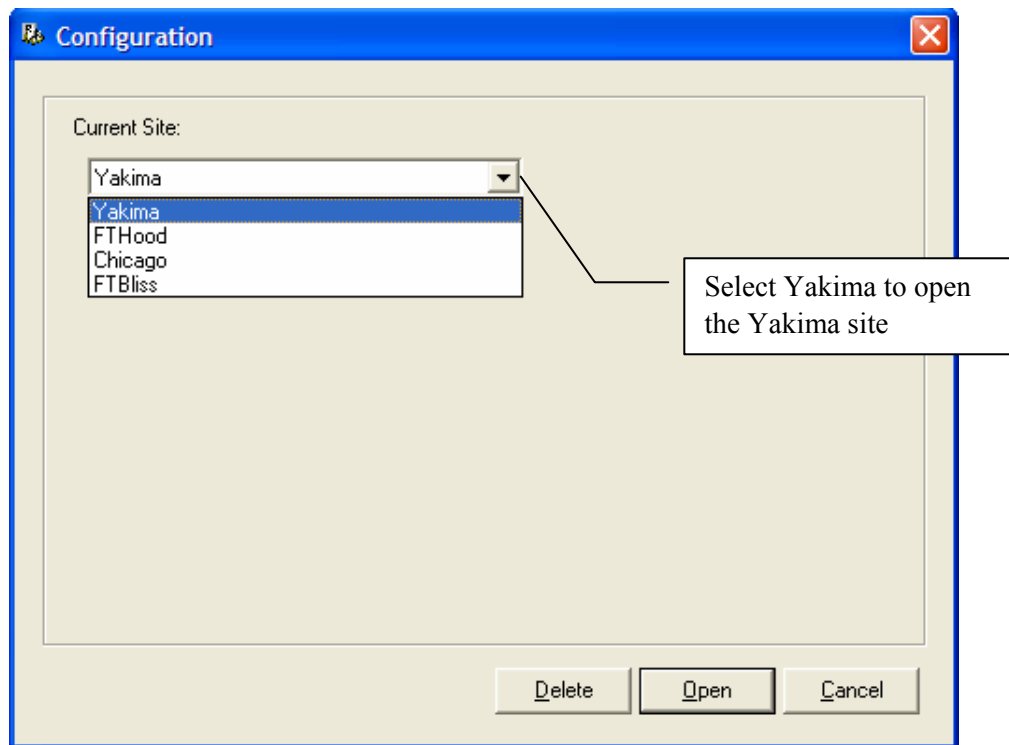 Configuration
Current Site:
Yakima
Yakima
FTHood
Chicago
FTBliss
Select Yakima to open
the Yakima site
Delete
Open
Cancel